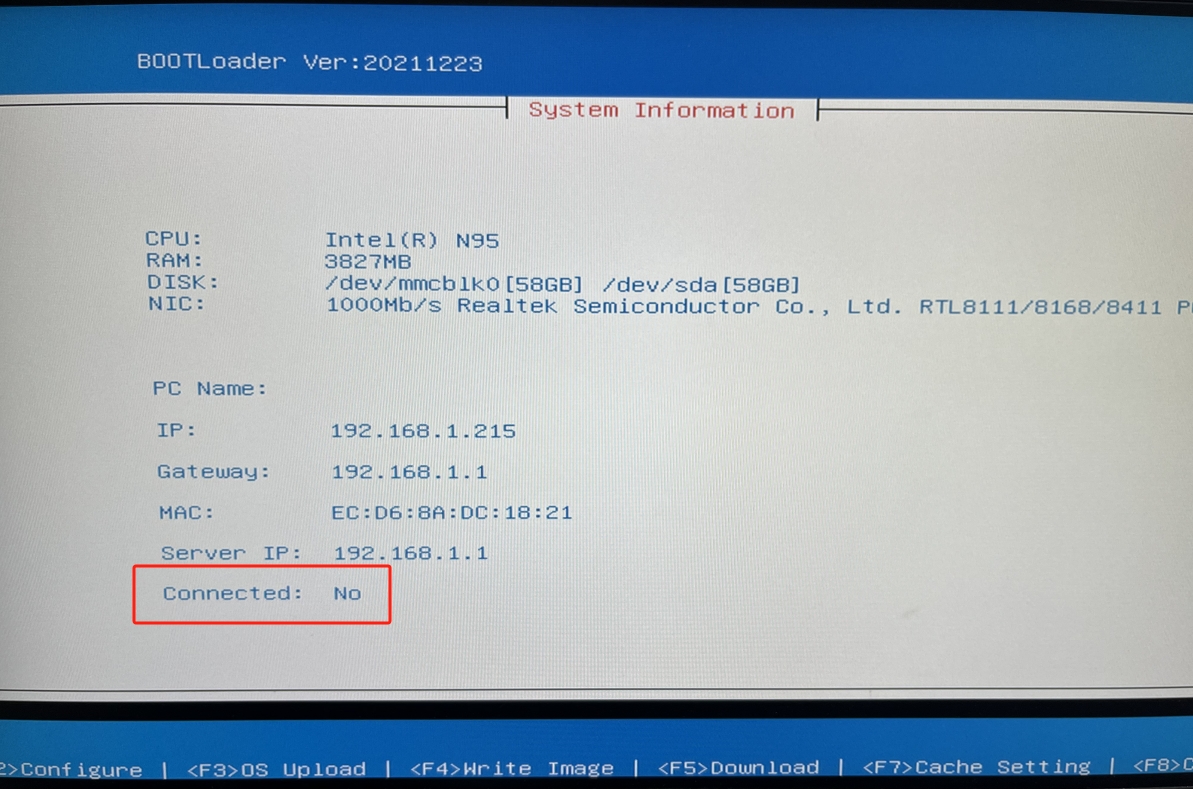 BOOTLoader Ver:20211223
System Information
CPU: Intel(R) N95
RAM: 3827MB
DISK: /dev/mmcblk0[58GB] /dev/sda[58GB]
NIC: 1000Mb/s Realtek Semiconductor Co., Ltd. RTL8111/8168/8411
PC Name:
IP: 192.168.1.215
Gateway: 192.168.1.1
MAC: EC:D6:8A:DC:18:21
Server IP: 192.168.1.1
Connected: No
2>Configure | <F3>OS Upload | <F4>Write Image | <F5>Download | <F7>Cache Setting | <F8>